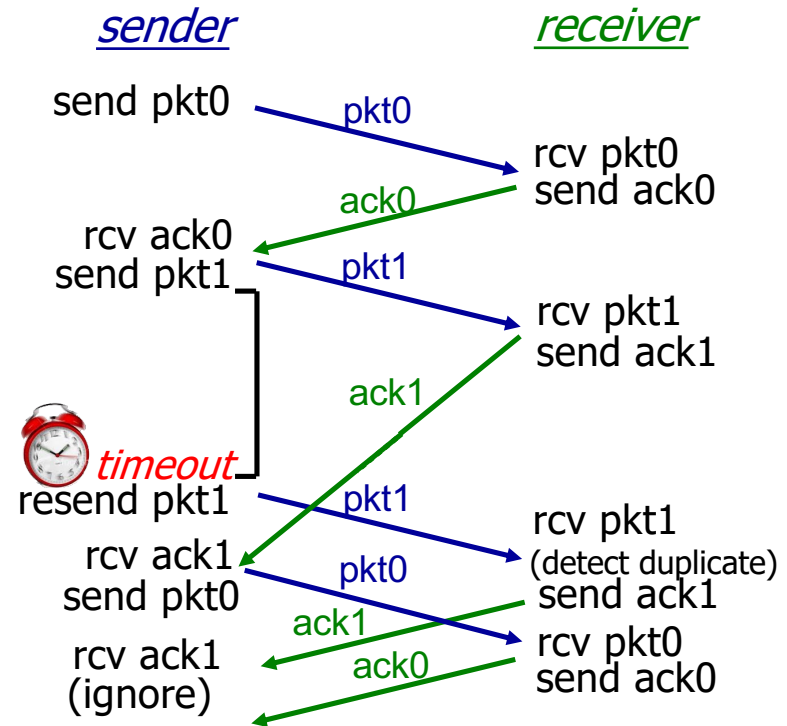 sender
receiver
send pkt0
pkt0
rcv pkt0
send ack0
ack0
rcv ack0
send pkt1
pkt1
rcv pkt1
send ack1
ack1
timeout
resend pkt1
pkt1
rcv pkt1
(detect duplicate)
send ack1
rcv ack1
send pkt0
pkt0
ack1
rcv pkt0
send ack0
rcv ack1
(ignore)
ack0